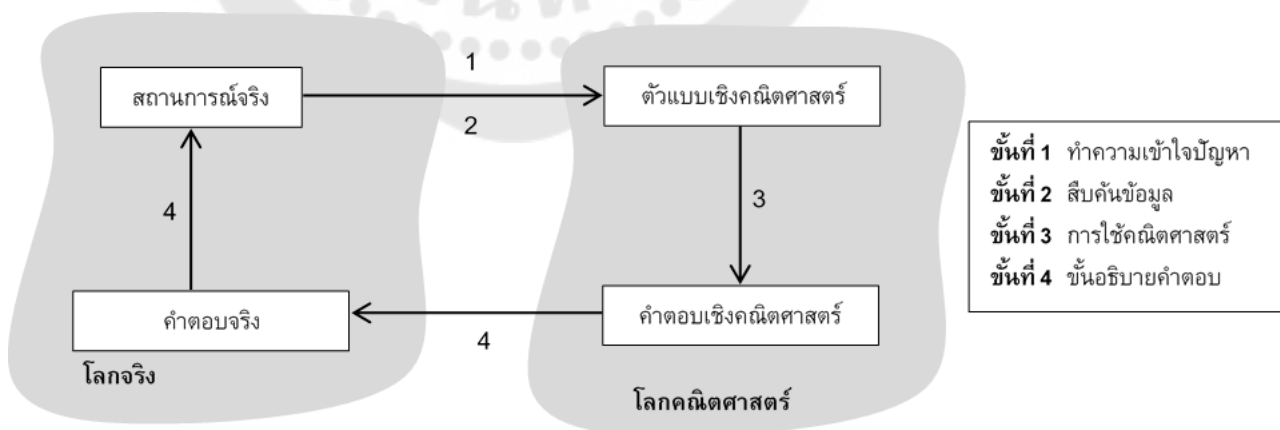 1
สถานการณ์จริง
ตัวแบบเชิงคณิตศาสตร์
2
4
3
คำตอบจริง
คำตอบเชิงคณิตศาสตร์
4
โลกจริง
โลกคณิตศาสตร์
ขั้นที่ 1 ทำความเข้าใจปัญหา
ขั้นที่ 2 สืบค้นข้อมูล
ขั้นที่ 3 การใช้คณิตศาสตร์
ขั้นที่ 4 ขั้นอธิบายคำตอบ